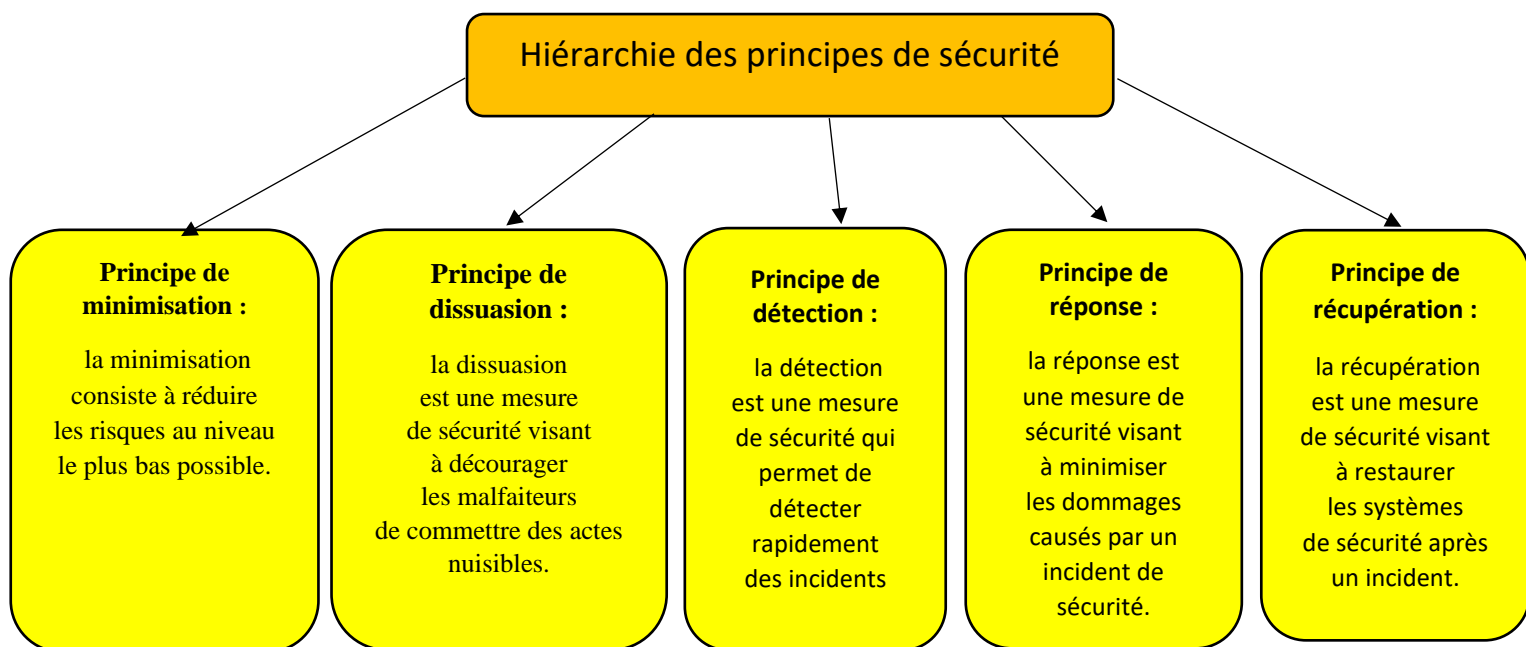 Hiérarchie des principes de sécurité
Principe de
minimisation :
la minimisation
consiste à réduire
les risques au niveau
le plus bas possible.
Principe de
dissuasion :
la dissuasion
est une mesure
de sécurité visant
à décourager
les malfaiteurs
de commettre des actes
nuisibles.
Principe de
détection :
la détection
est une mesure
de sécurité qui
permet de
détecter
rapidement
des incidents
Principe de
réponse :
la réponse est
une mesure de
sécurité visant
à minimiser
les dommages
causés par un
incident de
sécurité.
Principe de
récupération :
la récupération
est une mesure
de sécurité visant
à restaurer
les systèmes
de sécurité après
un incident.